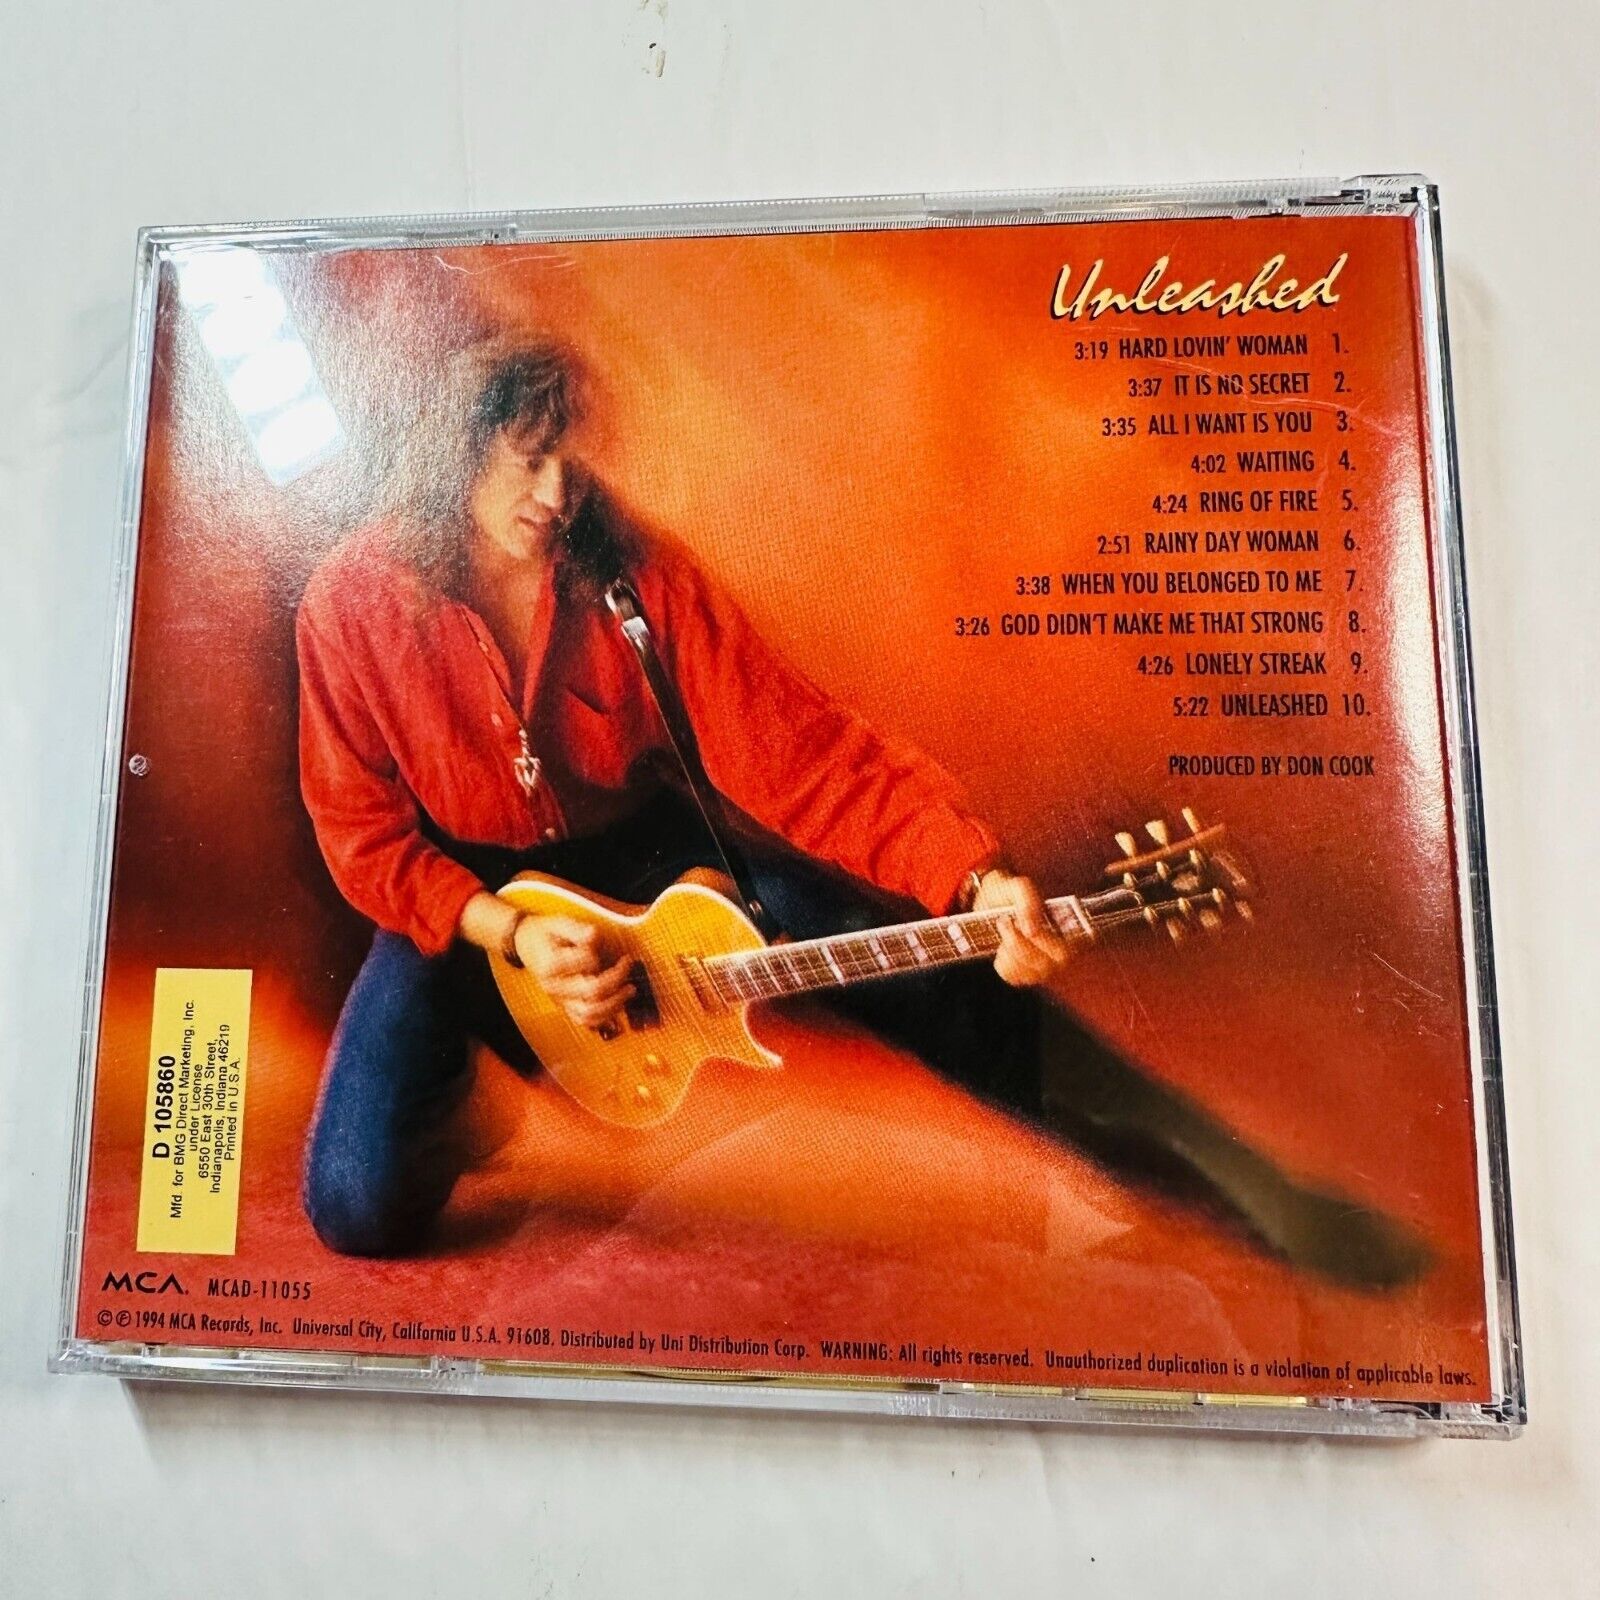 Unleashed
3:19 HARD LOVIN' WOMAN 1.
3:37 IT IS NO SECRET 2.
3:35 ALL I WANT IS YOU 3.
4:02 WAITING 4.
4:24 RING OF FIRE 5.
2:51 RAINY DAY WOMAN 6.
3:38 WHEN YOU BELONGED TO ME 7.
3:26 GOD DIDN'T MAKE ME THAT STRONG 8.
4:26 LONELY STREAK 9.
5:22 UNLEASHED 10.
PRODUCED BY DON COOK
D 105860
Mfd. for BMG Direct Marketing, Inc.
under License
6550 East 30th Street,
Indianapolis, Indiana 46219
Printed in U.S.A.
MCA. MCAD-11055
© ℗ 1994 MCA Records, Inc. Universal City, California U.S.A. 91608. Distributed by Uni Distribution Corp. WARNING: All rights reserved. Unauthorized duplication is a violation of applicable laws.